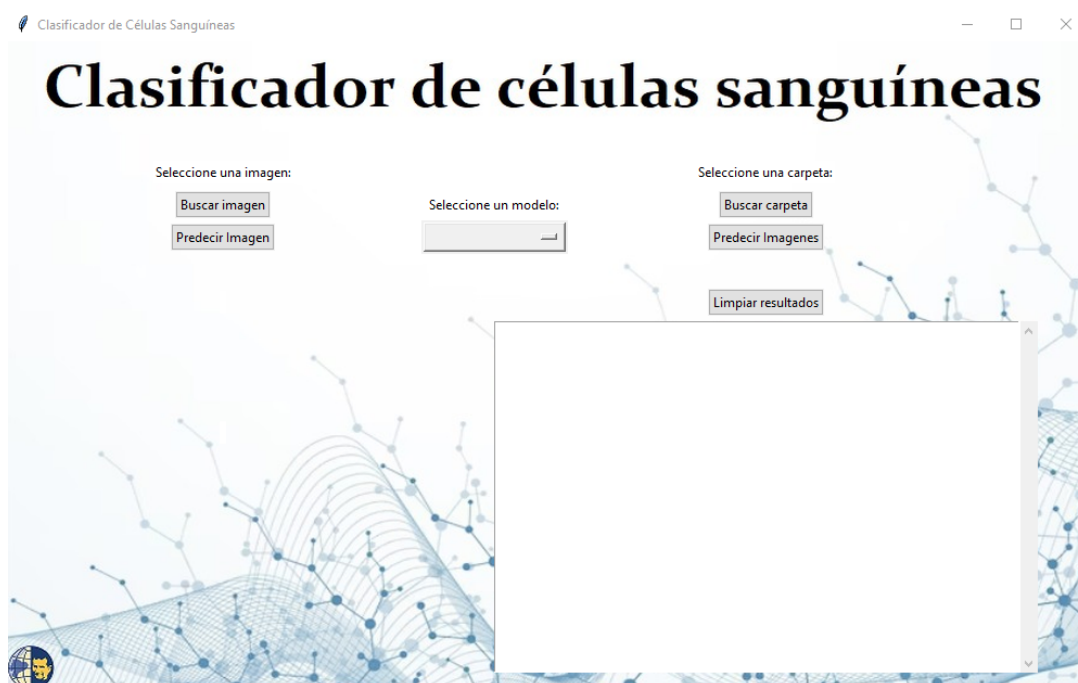 Clasificador de Células Sanguíneas
Clasificador de células sanguíneas
Seleccione una imagen:
Buscar imagen
Predecir Imagen
Seleccione un modelo:
Seleccione una carpeta:
Buscar carpeta
Predecir Imagenes
Limpiar resultados